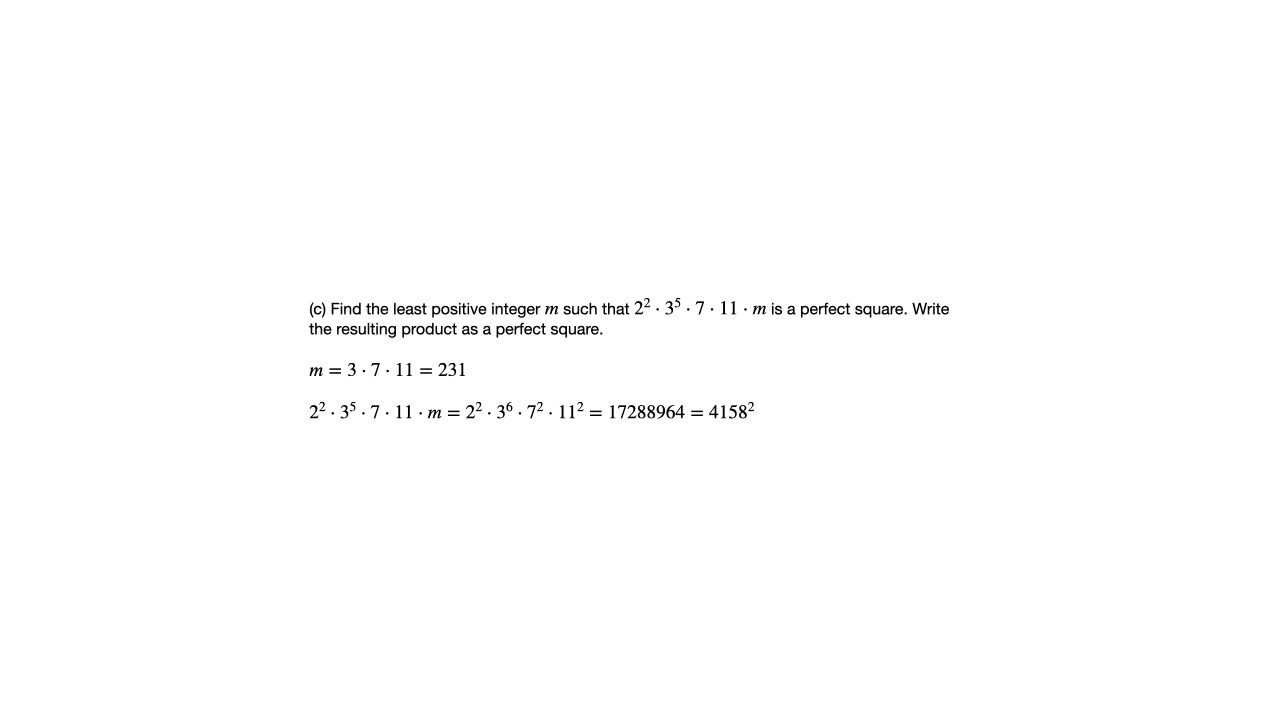 (c) Find the least positive integer m such that 2² · 3⁵ · 7 · 11 · m is a perfect square. Write
the resulting product as a perfect square.
m = 3 · 7 · 11 = 231
2² · 3⁵ · 7 · 11 · m = 2² · 3⁶ · 7² · 11² = 17288964 = 4158²